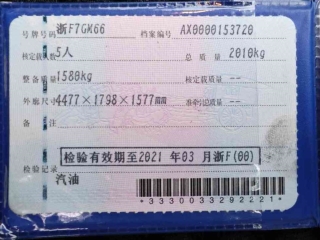 号牌号码 浙F7GK66 档案编号 AX0000153720
核定载人数 5人 总质量 2010kg
整备质量 1580kg 核定载质量 --
外廓尺寸 4477×1798×1577mm 准牵引总质量 --
备注
检验有效期至2021 年03 月浙F(00)
检验记录
汽油
*3330033292221*